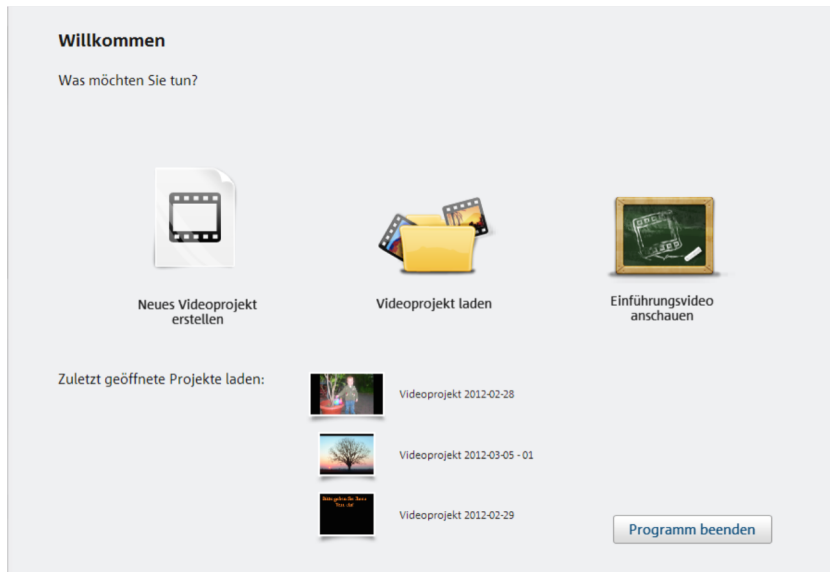 Willkommen
Was möchten Sie tun?
Neues Videoprojekt
erstellen
Videoprojekt laden
Einführungsvideo
anschauen
Zuletzt geöffnete Projekte laden:
Videoprojekt 2012-02-28
Videoprojekt 2012-03-05 - 01
Videoprojekt 2012-02-29
Programm beenden